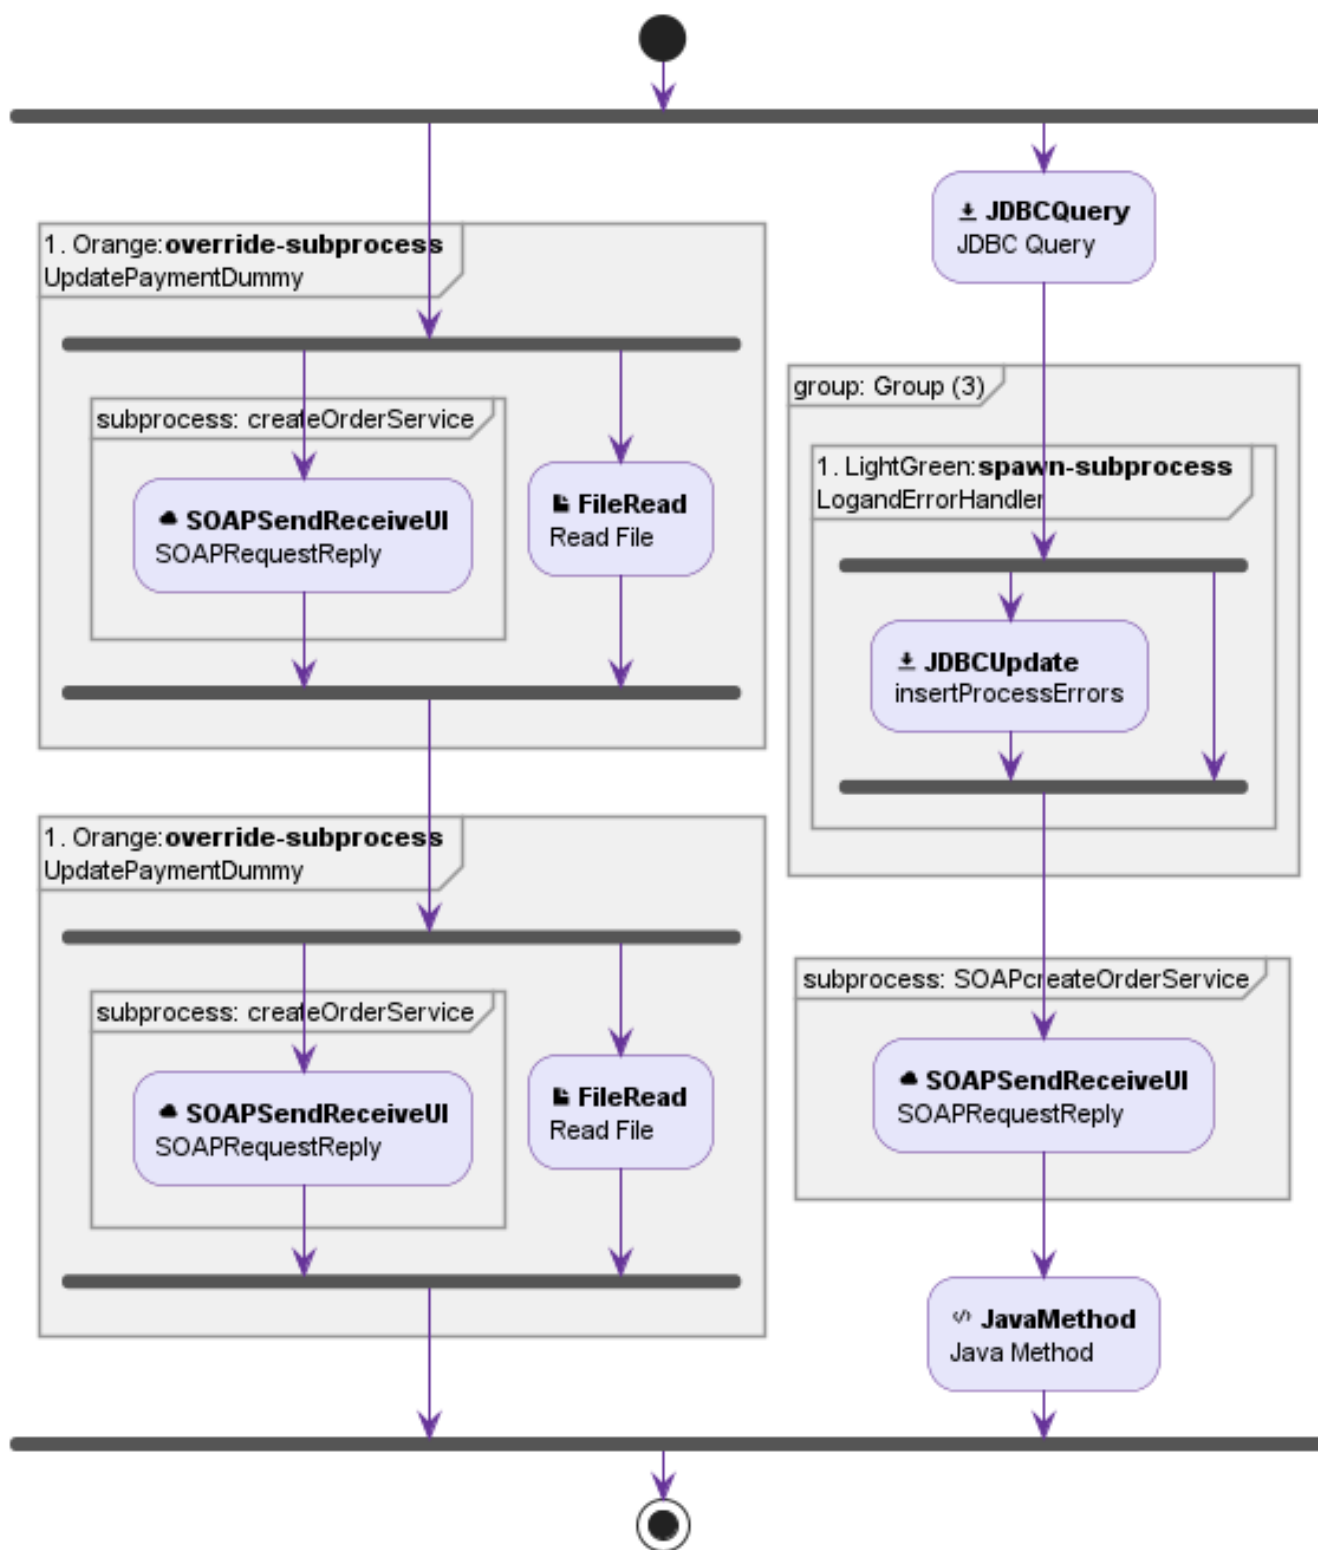 JDBCQuery
JDBC Query
1. Orange:override-subprocess
UpdatePaymentDummy
group: Group (3)
subprocess: createOrderService
1. LightGreen:spawn-subprocess
LogandErrorHandler
SOAPSendReceiveUI
SOAPRequestReply
FileRead
Read File
JDBCUpdate
insertProcessErrors
1. Orange:override-subprocess
UpdatePaymentDummy
subprocess: SOAPcreateOrderService
subprocess: createOrderService
SOAPSendReceiveUI
SOAPRequestReply
FileRead
Read File
SOAPSendReceiveUI
SOAPRequestReply
JavaMethod
Java Method